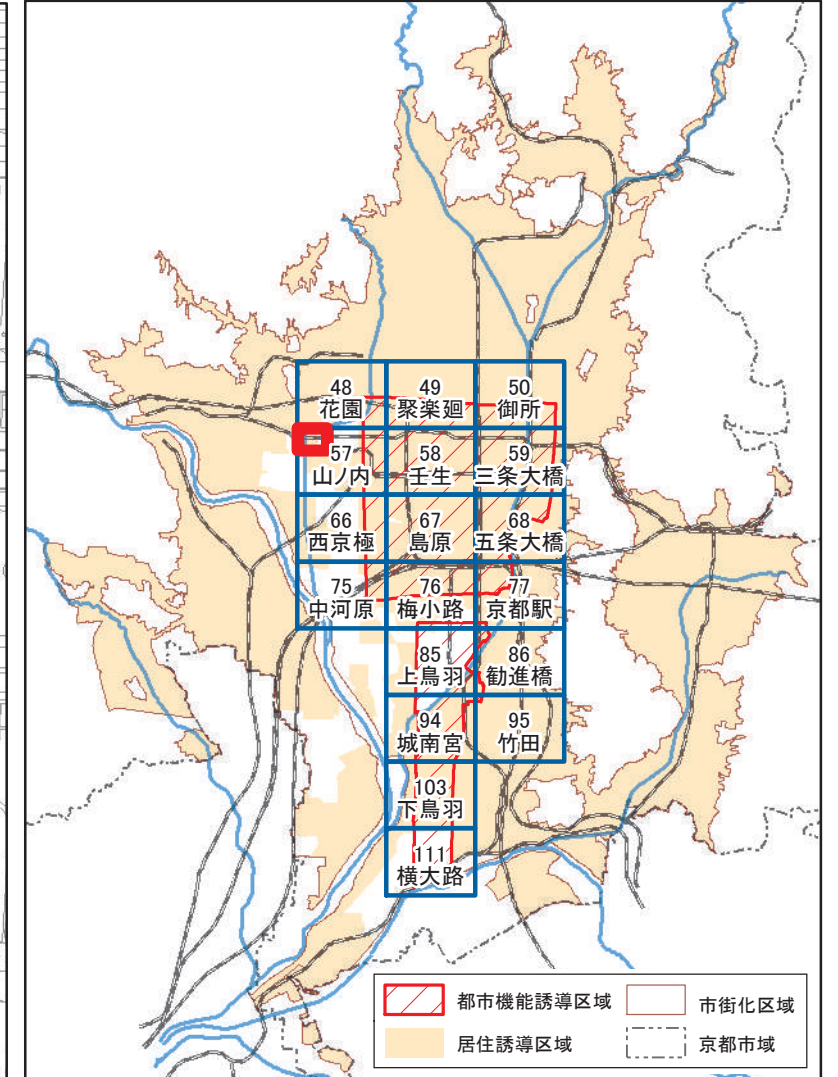 48
花園
49
聚楽廻
50
御所
57
山ノ内
58
壬生
59
三条大橋
66
西京極
67
島原
68
五条大橋
75
中河原
76
梅小路
77
京都駅
85
上鳥羽
86
勧進橋
94
城南宮
95
竹田
103
下鳥羽
111
横大路
都市機能誘導区域
市街化区域
居住誘導区域
京都市域